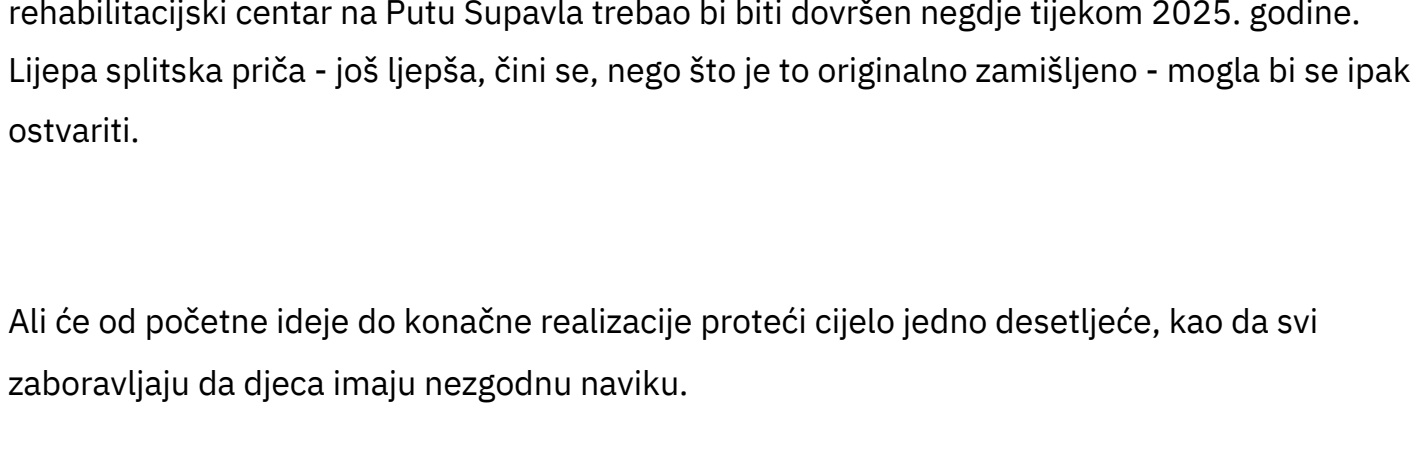 rehabilitacijski centar na Putu Supavla trebao bi biti dovršen negdje tijekom 2025. godine.
Lijepa splitska priča - još ljepša, čini se, nego što je to originalno zamišljeno - mogla bi se ipak
ostvariti.
Ali će od početne ideje do konačne realizacije proteći cijelo jedno desetljeće, kao da svi
zaboravljaju da djeca imaju nezgodnu naviku.